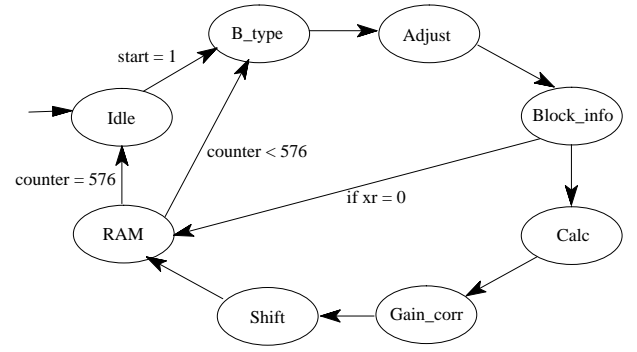 B_type
Adjust
start = 1
Idle
Block_info
counter < 576
counter = 576
if xr = 0
RAM
Calc
Shift
Gain_corr